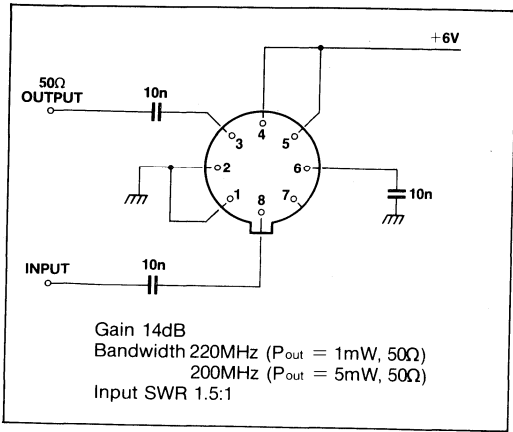 +6V
50Ω
OUTPUT
10n
4
3
5
2
6
1
8
7
10n
INPUT
10n
Gain 14dB
Bandwidth 220MHz (Pout = 1mW, 50Ω)
200MHz (Pout = 5mW, 50Ω)
Input SWR 1.5:1